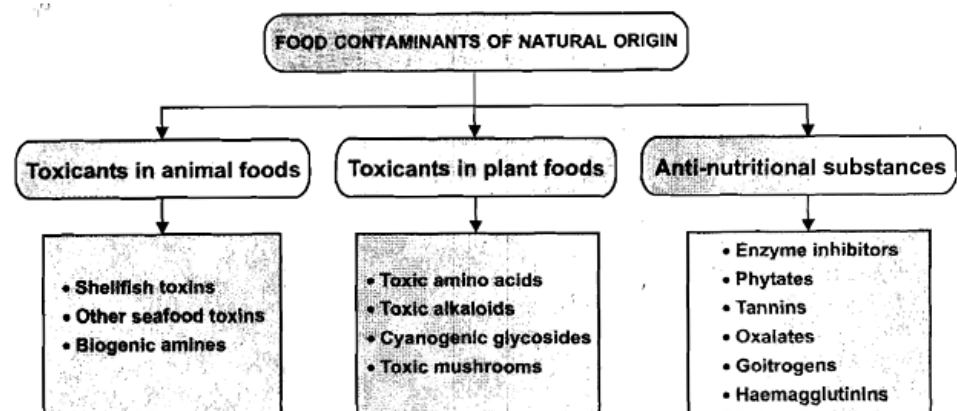 FOOD CONTAMINANTS OF NATURAL ORIGIN
Toxicants in animal foods
Toxicants in plant foods
Anti-nutritional substances
• Shellfish toxins
• Other seafood toxins
• Biogenic amines
• Toxic amino acids
• Toxic alkaloids
• Cyanogenic glycosides
• Toxic mushrooms
• Enzyme inhibitors
• Phytates
• Tannins
• Oxalates
• Goitrogens
• Haemagglutinins